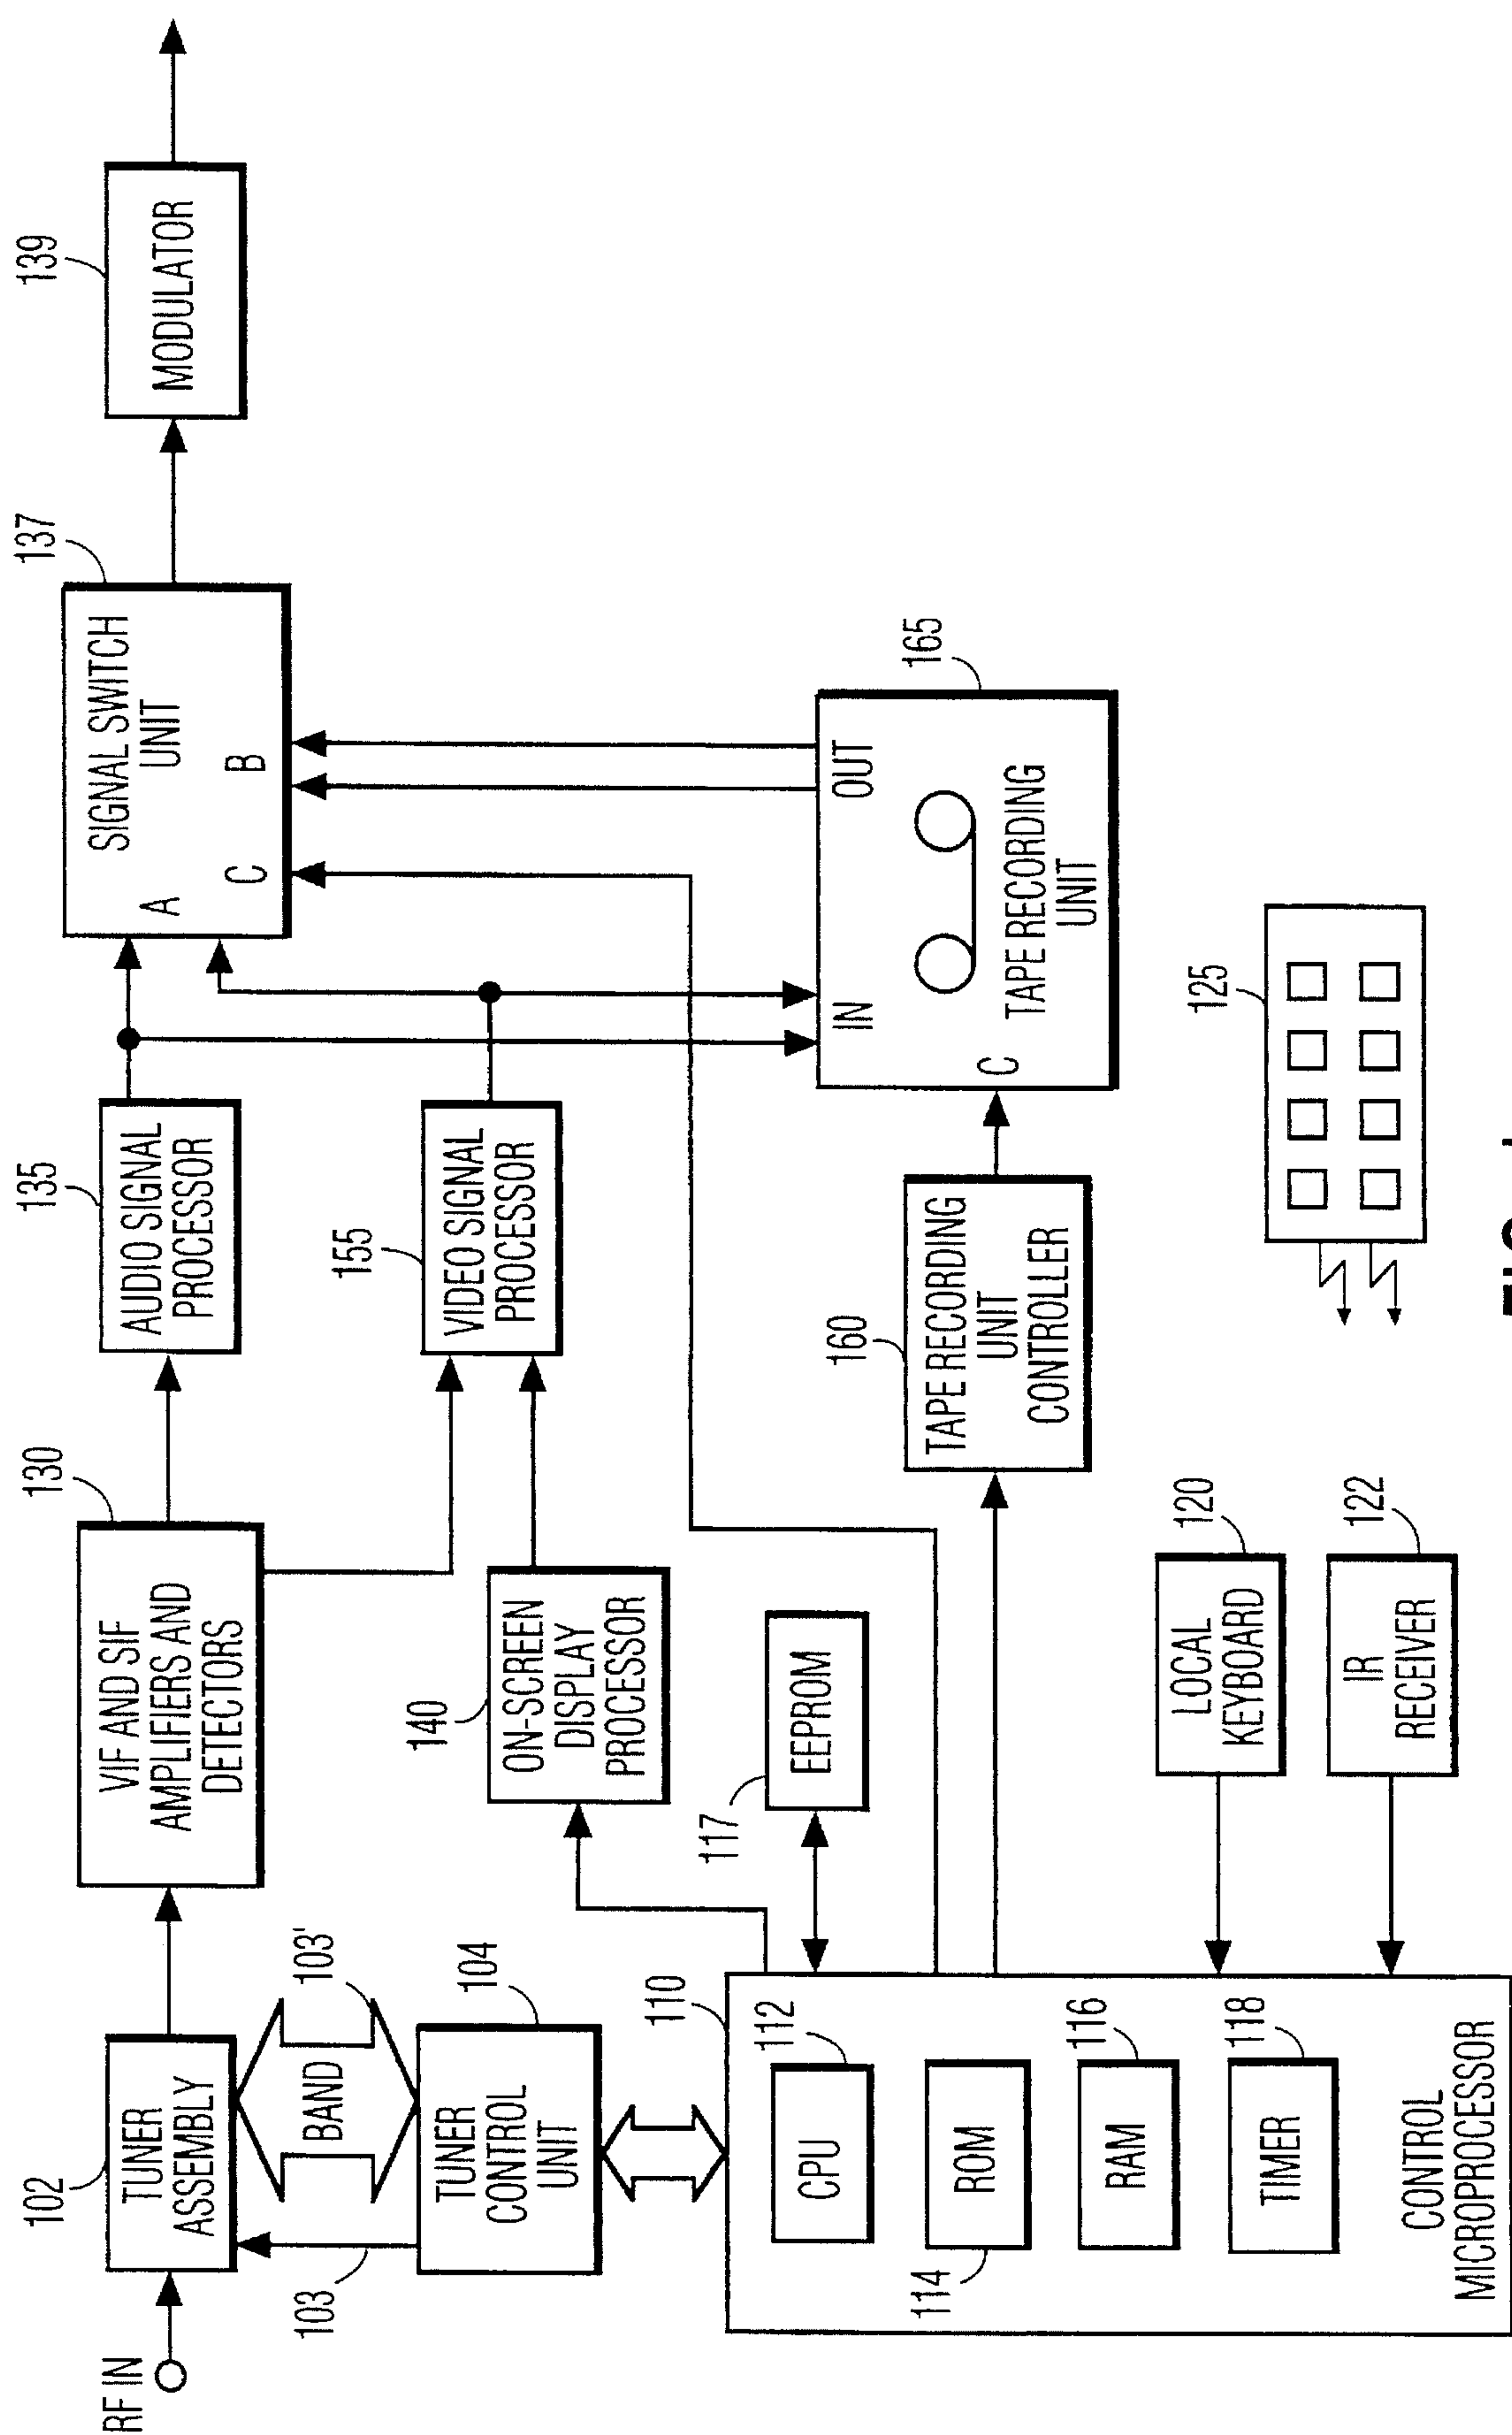 RF IN
102
TUNER
ASSEMBLY
103
BAND
103'
104
TUNER
CONTROL
UNIT
130
VIF AND SIF
AMPLIFIERS AND
DETECTORS
135
AUDIO SIGNAL
PROCESSOR
155
VIDEO SIGNAL
PROCESSOR
140
ON-SCREEN
DISPLAY
PROCESSOR
137
SIGNAL SWITCH
UNIT
A
B
C
139
MODULATOR
117
EEPROM
110
112
CPU
114
ROM
116
RAM
118
TIMER
CONTROL
MICROPROCESSOR
160
TAPE RECORDING
UNIT
CONTROLLER
165
IN
OUT
C
TAPE RECORDING
UNIT
120
LOCAL
KEYBOARD
122
IR
RECEIVER
125